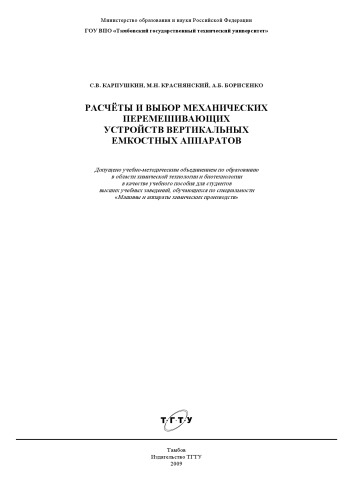 Министерство образования и науки Российской Федерации
ГОУ ВПО «Тамбовский государственный технический университет»
С.В. КАРПУШКИН, М.Н. КРАСНЯНСКИЙ, А.Б. БОРИСЕНКО
РАСЧЁТЫ И ВЫБОР МЕХАНИЧЕСКИХ
ПЕРЕМЕШИВАЮЩИХ
УСТРОЙСТВ ВЕРТИКАЛЬНЫХ
ЕМКОСТНЫХ АППАРАТОВ
Допущено учебно-методическим объединением по образованию
в области химической технологии и биотехнологии
в качестве учебного пособия для студентов
высших учебных заведений, обучающихся по специальности
«Машины и аппараты химических производств»
ТГТУ
Тамбов
Издательство ТГТУ
2009